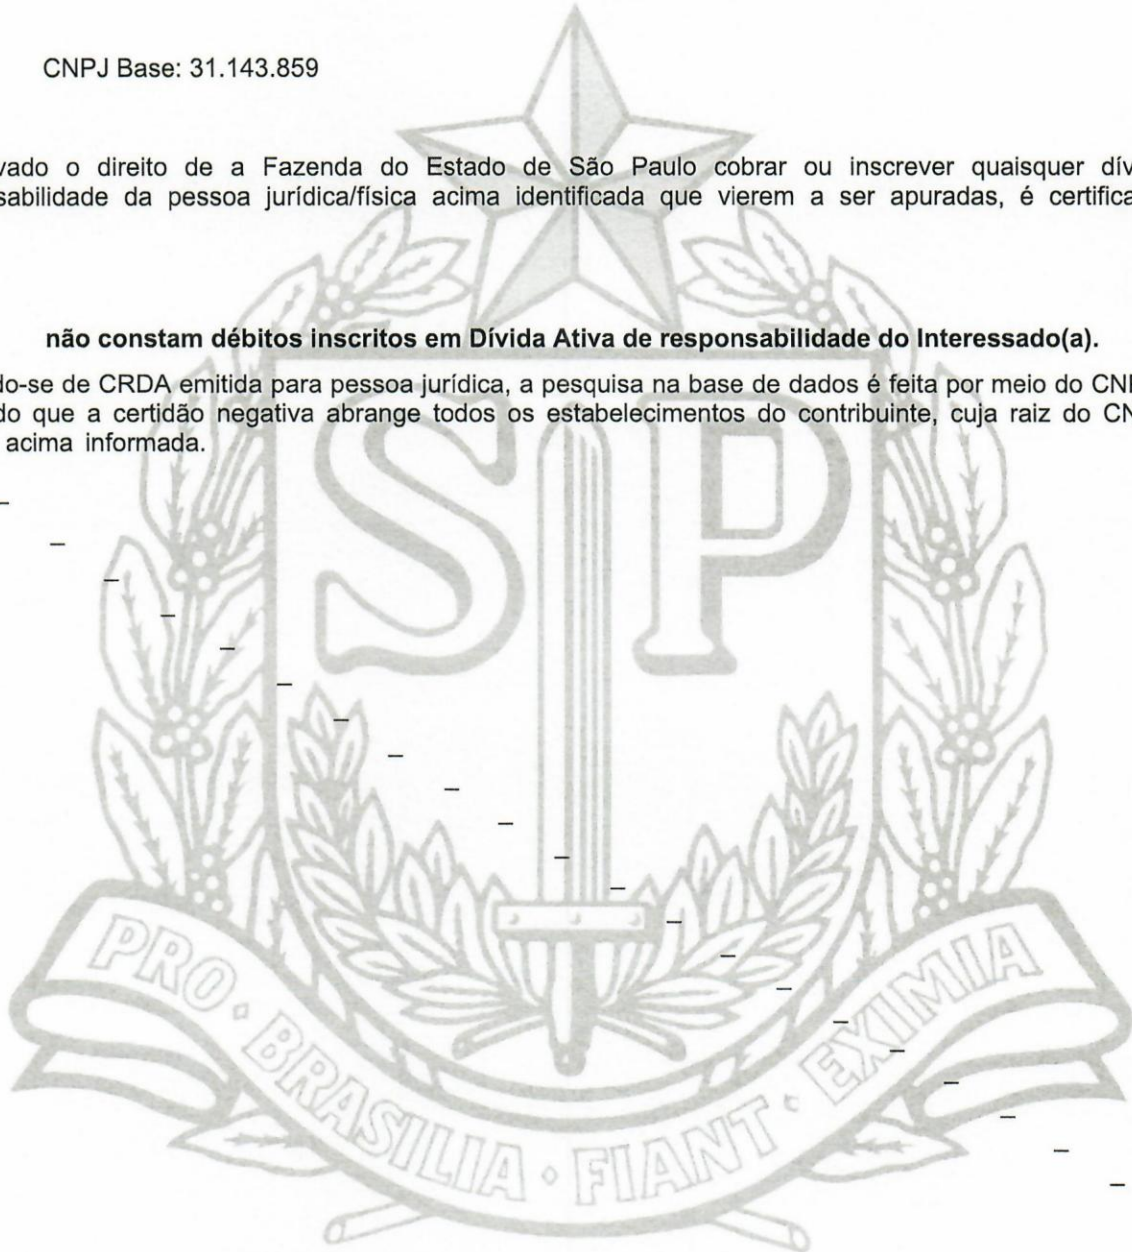 CNPJ Base: 31.143.859
vado o direito de a Fazenda do Estado de São Paulo cobrar ou inscrever quaisquer dív
sabilidade da pessoa jurídica/física acima identificada que vierem a ser apuradas, é certifica
não constam débitos inscritos em Dívida Ativa de responsabilidade do Interessado(a).
do-se de CRDA emitida para pessoa jurídica, a pesquisa na base de dados é feita por meio do CN
do que a certidão negativa abrange todos os estabelecimentos do contribuinte, cuja raiz do CN
acima informada.
SP
PRO · BRASILIA · FIANT · EXIMIA